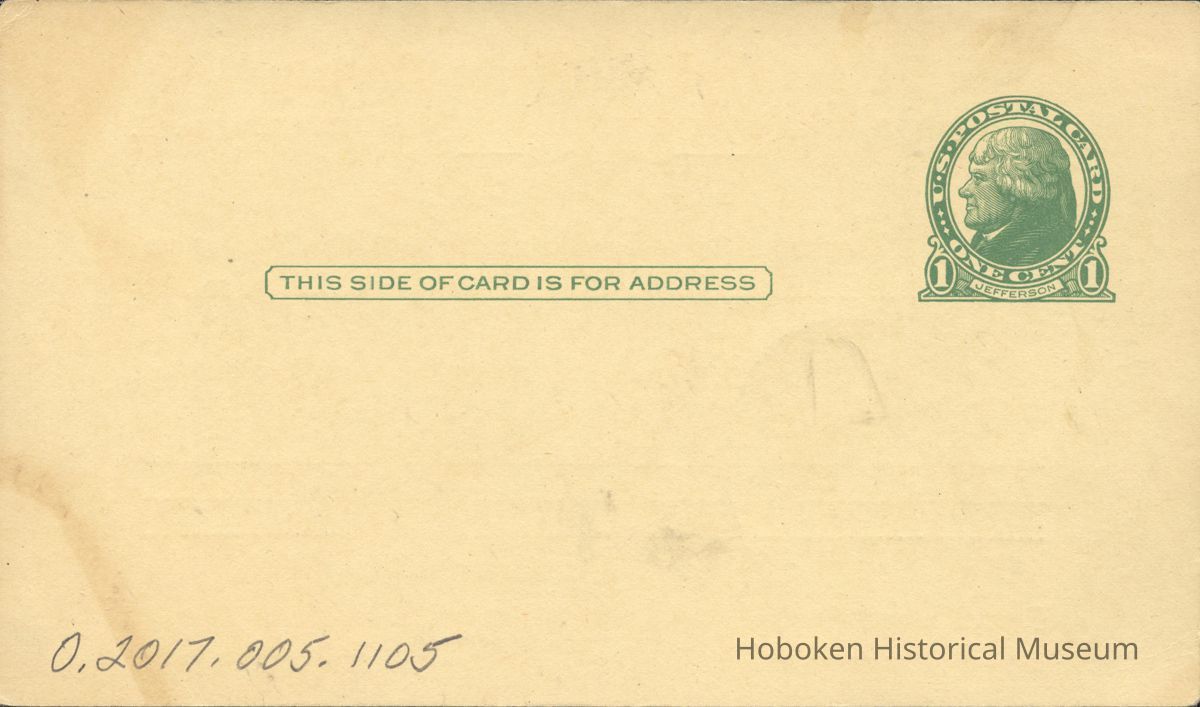 U.S. POSTAL CARD
ONE CENT
1 JEFFERSON 1
THIS SIDE OF CARD IS FOR ADDRESS
0.2017.005.1105
Hoboken Historical Museum